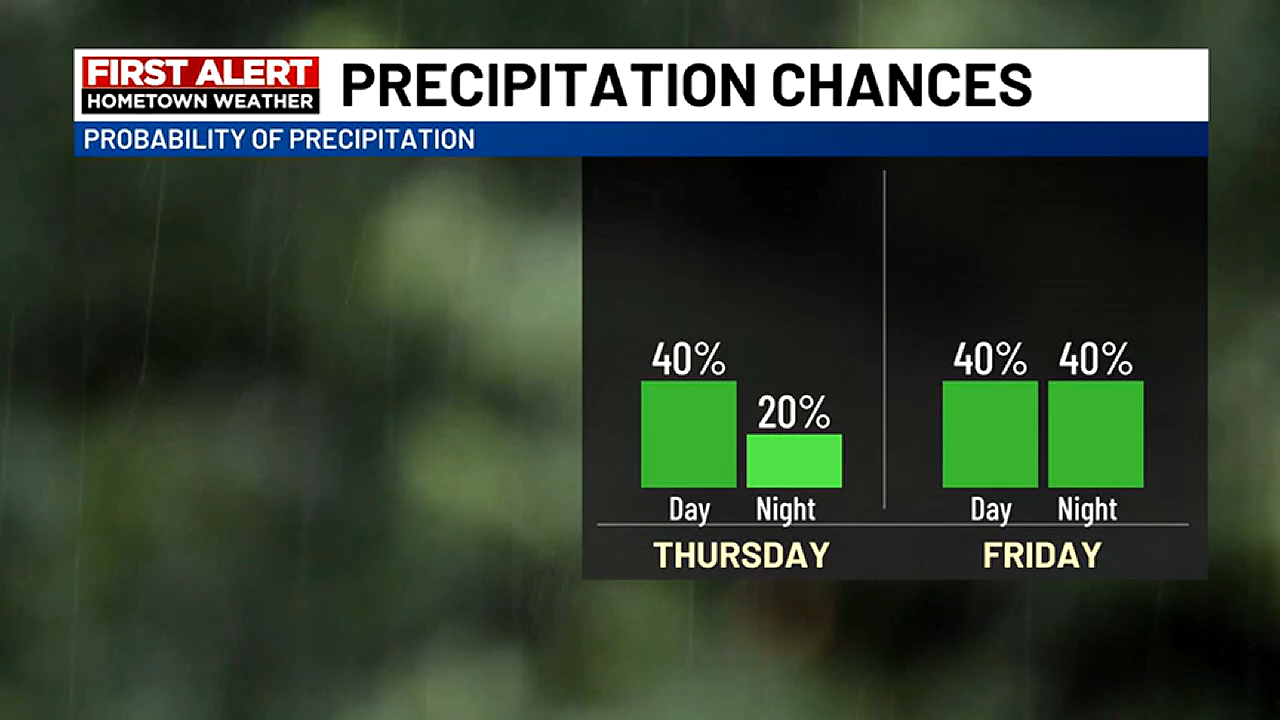 FIRST ALERT
HOMETOWN WEATHER
PRECIPITATION CHANCES
PROBABILITY OF PRECIPITATION
40% 20% 40% 40%
Day Night Day Night
THURSDAY FRIDAY